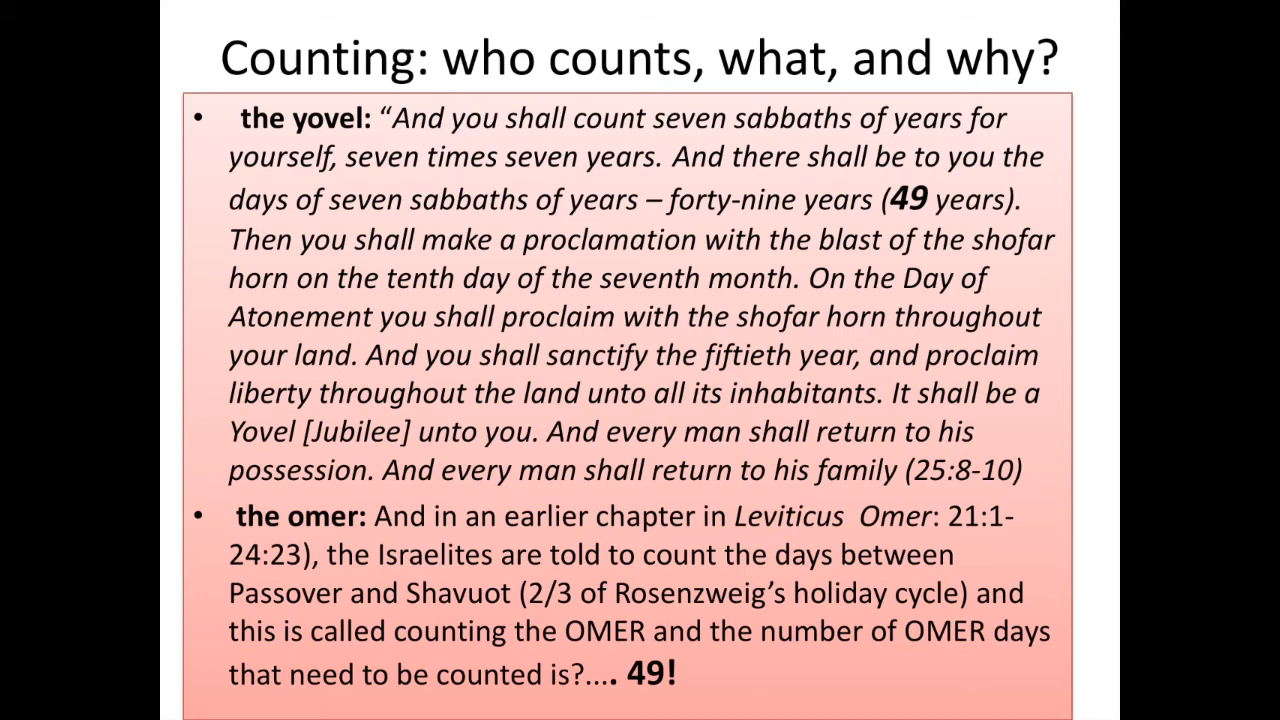 Counting: who counts, what, and why?
• the yovel: “And you shall count seven sabbaths of years for
yourself, seven times seven years. And there shall be to you the
days of seven sabbaths of years – forty-nine years (49 years).
Then you shall make a proclamation with the blast of the shofar
horn on the tenth day of the seventh month. On the Day of
Atonement you shall proclaim with the shofar horn throughout
your land. And you shall sanctify the fiftieth year, and proclaim
liberty throughout the land unto all its inhabitants. It shall be a
Yovel [Jubilee] unto you. And every man shall return to his
possession. And every man shall return to his family (25:8-10)
• the omer: And in an earlier chapter in Leviticus Omer: 21:1-
24:23), the Israelites are told to count the days between
Passover and Shavuot (2/3 of Rosenzweig’s holiday cycle) and
this is called counting the OMER and the number of OMER days
that need to be counted is?.... 49!